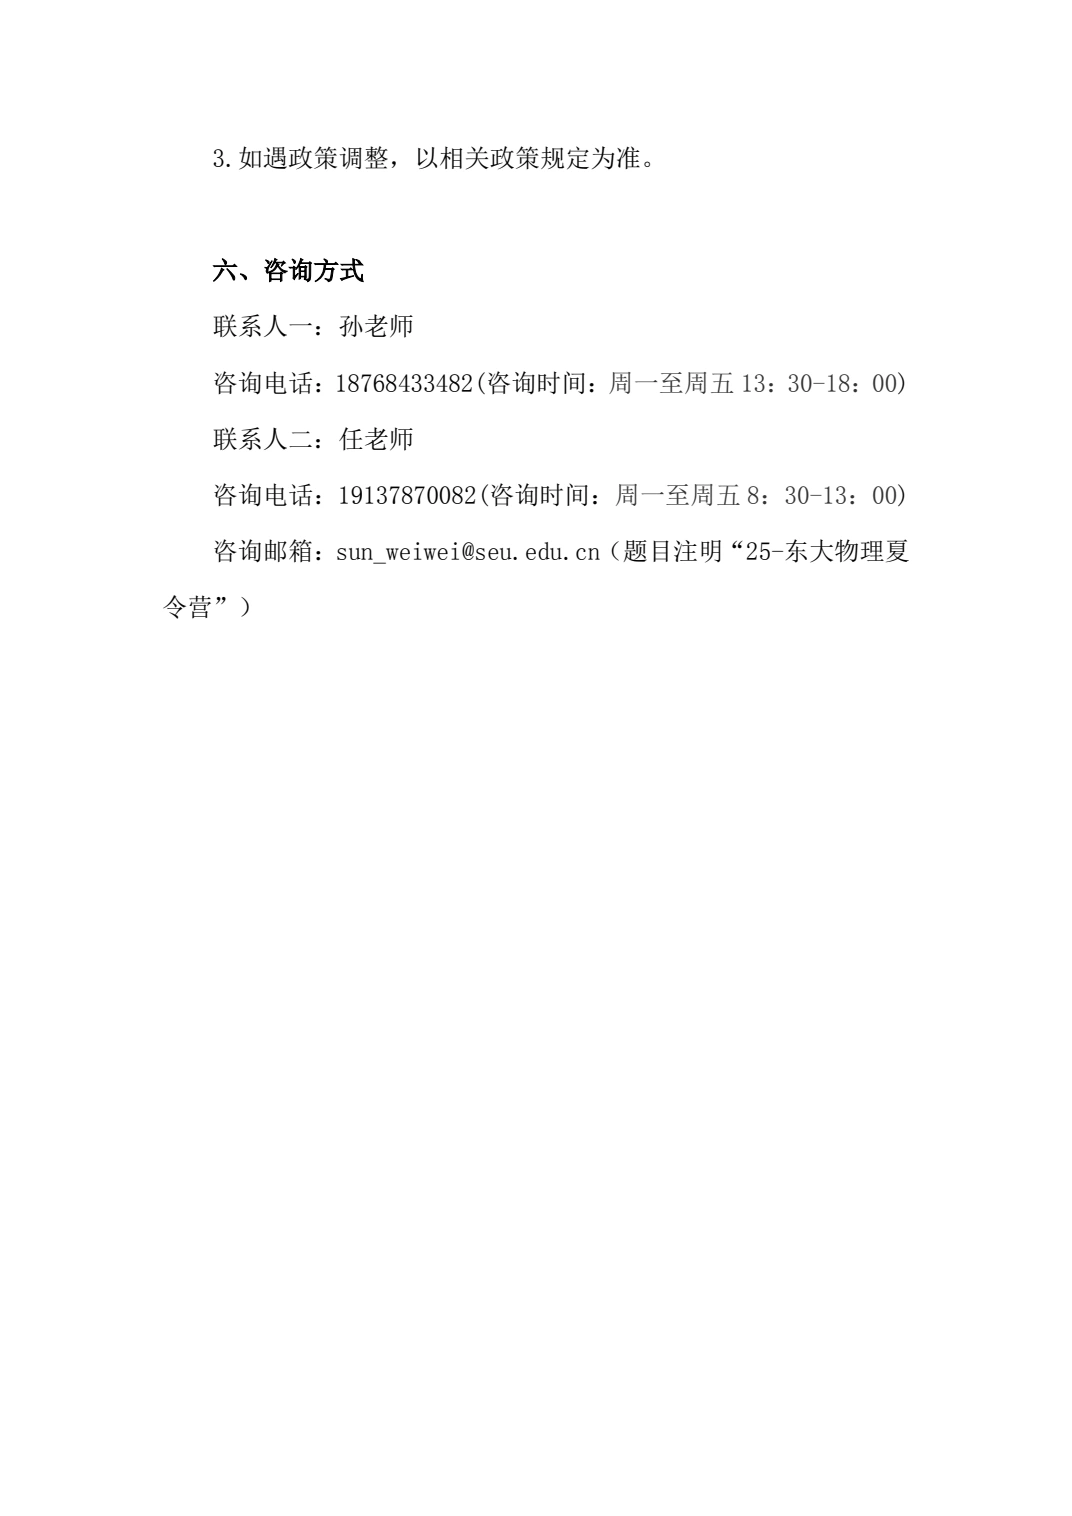 3.如遇政策调整，以相关政策规定为准。
六、咨询方式
联系人一：孙老师
咨询电话：18768433482(咨询时间：周一至周五 13：30-18：00)
联系人二：任老师
咨询电话：19137870082(咨询时间：周一至周五 8：30-13：00)
咨询邮箱：sun_weiwei@seu.edu.cn（题目注明“25-东大物理夏
令营”）